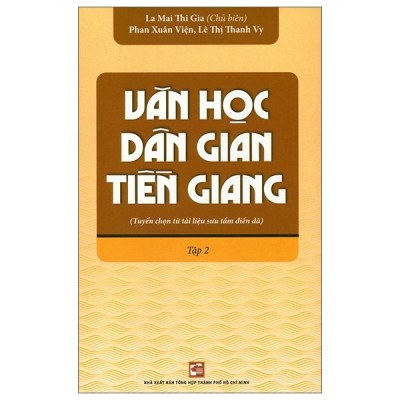 La Mai Thi Gia (Chủ biên)
Phan Xuân Viện, Lê Thị Thanh Vy
VĂN HỌC
DÂN GIAN
TIỀN GIANG
(Tuyển chọn từ tài liệu sưu tầm điền dã)
Tập 2
NHÀ XUẤT BẢN TỔNG HỢP THÀNH PHỐ HỒ CHÍ MINH